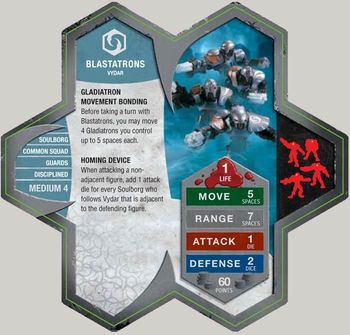 BLASTATRONS
VYDAR
GLADIATRON
MOVEMENT BONDING
Before taking a turn with
Blastatrons, you may move
4 Gladiatrons you control
up to 5 spaces each.
HOMING DEVICE
When attacking a non-
adjacent figure, add 1 attack
die for every Soulborg who
follows Vydar that is adjacent
to the defending figure.
SOULBORG
COMMON SQUAD
GUARDS
DISCIPLINED
MEDIUM 4
1
LIFE
MOVE 5
SPACES
RANGE 7
SPACES
ATTACK 1
DIE
DEFENSE 2
DICE
60
POINTS